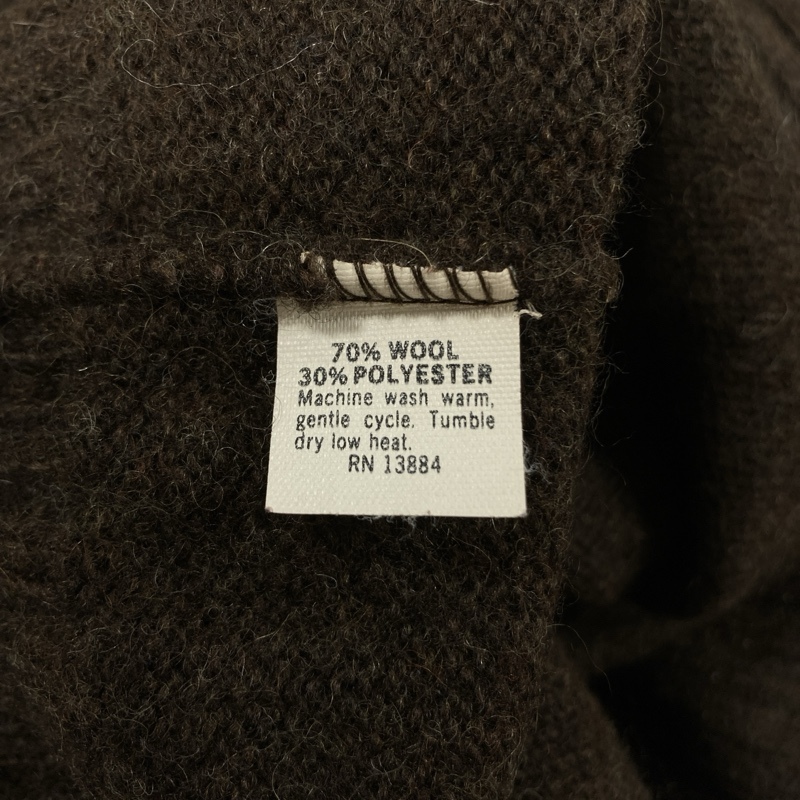 70% WOOL
30% POLYESTER
Machine wash warm,
gentle cycle. Tumble
dry low heat.
RN 13884